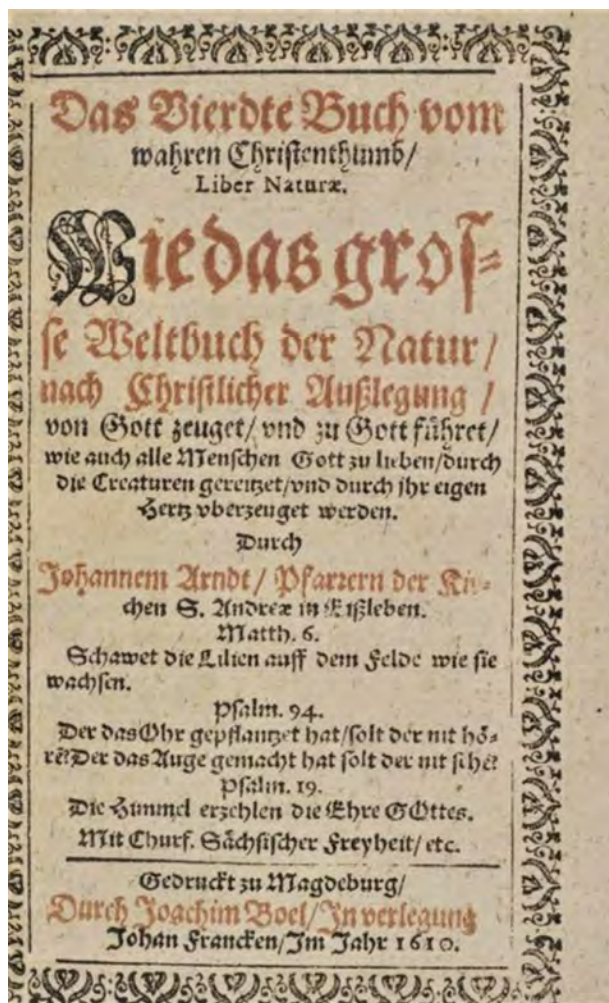 Das Vierdte Buch vom
wahren Christenthumb/
Liber Naturæ.
Wie das gros-
se Weltbuch der Natur/
nach Christlicher Außlegung /
von Gott zeuget/ vnd zu Gott führet/
wie auch alle Menschen Gott zu lieben/durch
die Creaturen gereitzet/vnd durch jhr eigen
Hertz vberzeuget werden.
Durch
Johannem Arndt/ Pfarrern der Kir-
chen S. Andreæ in Eißleben.
Matth. 6.
Schawet die Lilien auff dem Felde wie sie
wachsen.
Psalm. 94.
Der das Ohr gepflantzet hat/solt der nit hö-
rē? Der das Auge gemacht hat solt der nit sehē?
Psalm. 19.
Die Himmel erzehlen die Ehre GOttes.
Mit Churf. Sächsischer Freyheit/ etc.
Gedruckt zu Magdeburg/
Durch Joachim Boel/In verlegung
Johan Francken/Im Jahr 1610.